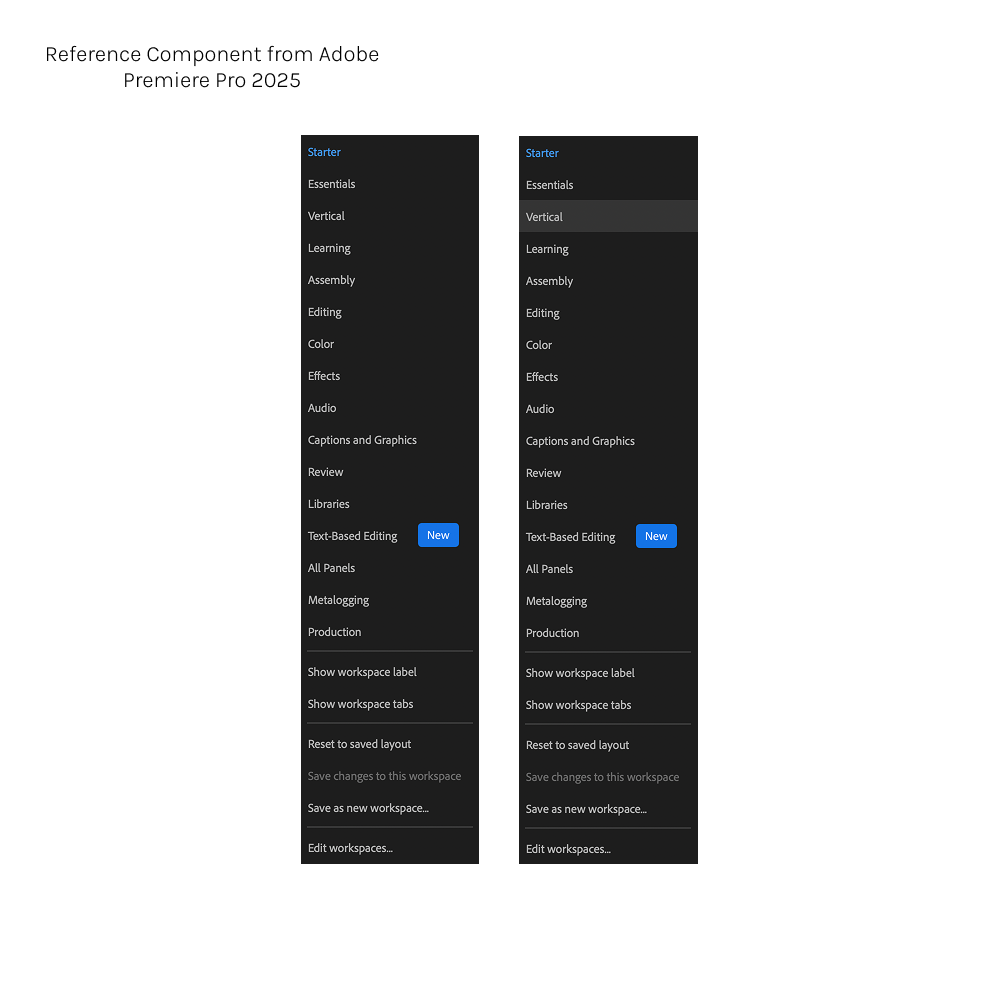 Reference Component from Adobe
Premiere Pro 2025
Starter
Essentials
Vertical
Learning
Assembly
Editing
Color
Effects
Audio
Captions and Graphics
Review
Libraries
Text-Based Editing New
All Panels
Metalogging
Production
Show workspace label
Show workspace tabs
Reset to saved layout
Save changes to this workspace
Save as new workspace...
Edit workspaces...
Starter
Essentials
Vertical
Learning
Assembly
Editing
Color
Effects
Audio
Captions and Graphics
Review
Libraries
Text-Based Editing New
All Panels
Metalogging
Production
Show workspace label
Show workspace tabs
Reset to saved layout
Save changes to this workspace
Save as new workspace...
Edit workspaces...